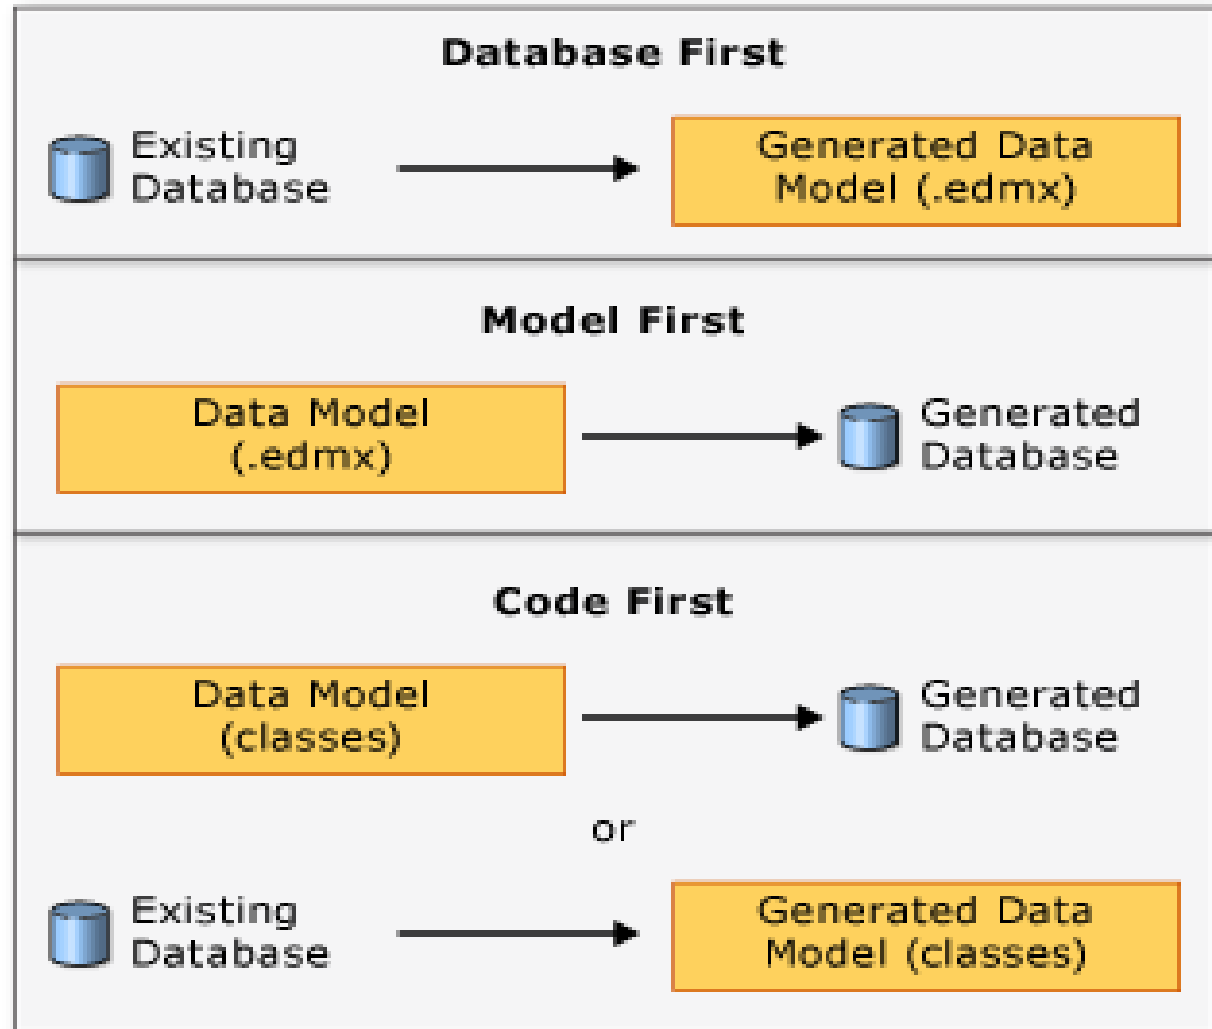 Database First
Existing
Database
Generated Data
Model (.edmx)
Model First
Data Model
(.edmx)
Generated
Database
Code First
Data Model
(classes)
Generated
Database
or
Existing
Database
Generated Data
Model (classes)